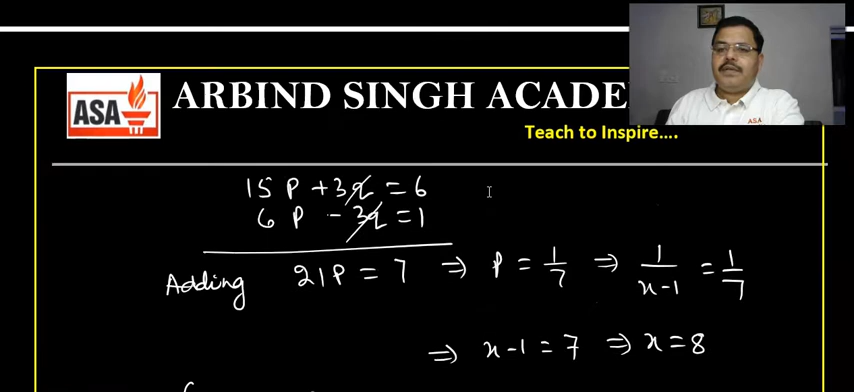 ASA
ARBIND SINGH ACADE
ASA
Teach to Inspire....
15 P + 3q = 6
6 P - 3q = 1
Adding 21P = 7 ⇒ P = 1/7 ⇒ 1/(x-1) = 1/7
⇒ x-1 = 7 ⇒ x = 8